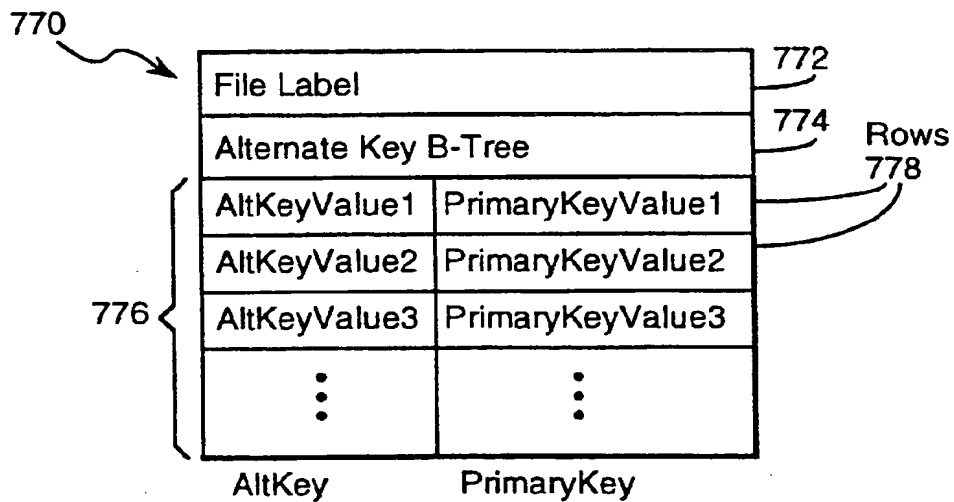 770
772
File Label
774
Alternate Key B-Tree
Rows
778
AltKeyValue1 PrimaryKeyValue1
AltKeyValue2 PrimaryKeyValue2
776
AltKeyValue3 PrimaryKeyValue3
AltKey PrimaryKey